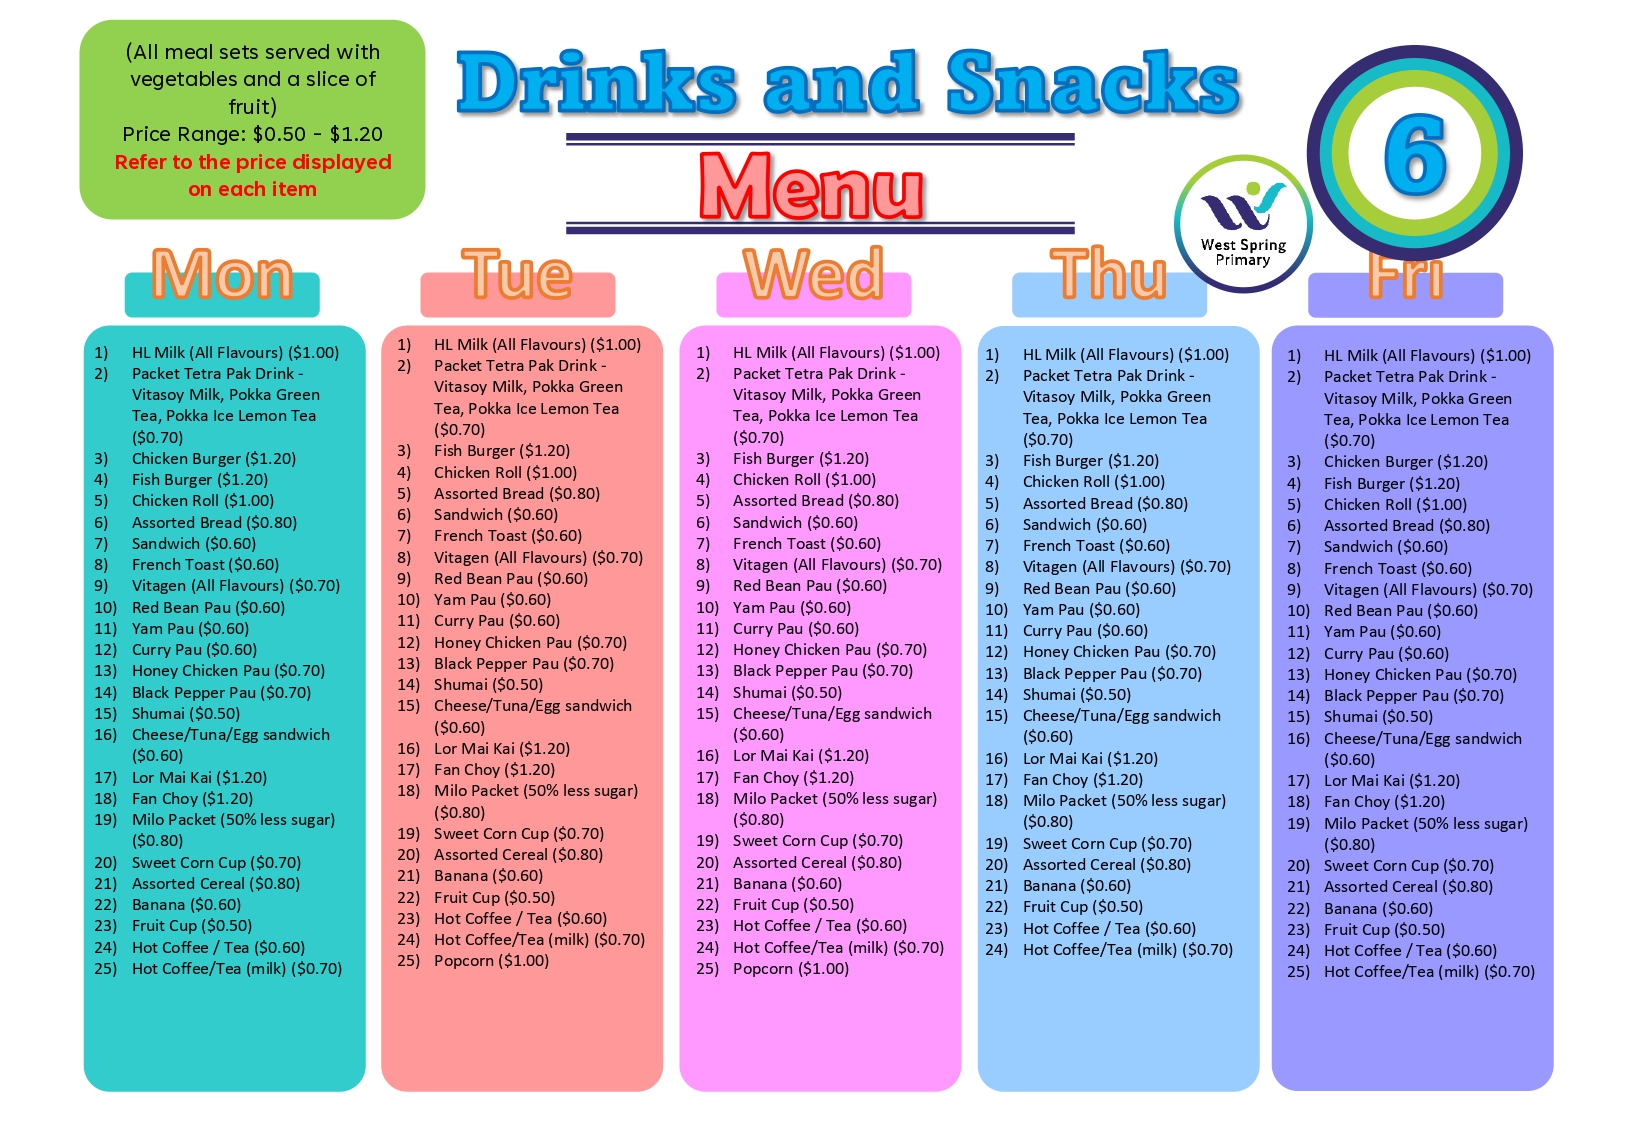 (All meal sets served with
vegetables and a slice of
fruit)
Price Range: $0.50 - $1.20
Refer to the price displayed
on each item
Drinks and Snacks
Menu
6
West Spring
Primary
Mon
1) HL Milk (All Flavours) ($1.00)
2) Packet Tetra Pak Drink -
Vitasoy Milk, Pokka Green
Tea, Pokka Ice Lemon Tea
($0.70)
3) Chicken Burger ($1.20)
4) Fish Burger ($1.20)
5) Chicken Roll ($1.00)
6) Assorted Bread ($0.80)
7) Sandwich ($0.60)
8) French Toast ($0.60)
9) Vitagen (All Flavours) ($0.70)
10) Red Bean Pau ($0.60)
11) Yam Pau ($0.60)
12) Curry Pau ($0.60)
13) Honey Chicken Pau ($0.70)
14) Black Pepper Pau ($0.70)
15) Shumai ($0.50)
16) Cheese/Tuna/Egg sandwich
($0.60)
17) Lor Mai Kai ($1.20)
18) Fan Choy ($1.20)
19) Milo Packet (50% less sugar)
($0.80)
20) Sweet Corn Cup ($0.70)
21) Assorted Cereal ($0.80)
22) Banana ($0.60)
23) Fruit Cup ($0.50)
24) Hot Coffee / Tea ($0.60)
25) Hot Coffee/Tea (milk) ($0.70)
Tue
1) HL Milk (All Flavours) ($1.00)
2) Packet Tetra Pak Drink -
Vitasoy Milk, Pokka Green
Tea, Pokka Ice Lemon Tea
($0.70)
3) Fish Burger ($1.20)
4) Chicken Roll ($1.00)
5) Assorted Bread ($0.80)
6) Sandwich ($0.60)
7) French Toast ($0.60)
8) Vitagen (All Flavours) ($0.70)
9) Red Bean Pau ($0.60)
10) Yam Pau ($0.60)
11) Curry Pau ($0.60)
12) Honey Chicken Pau ($0.70)
13) Black Pepper Pau ($0.70)
14) Shumai ($0.50)
15) Cheese/Tuna/Egg sandwich
($0.60)
16) Lor Mai Kai ($1.20)
17) Fan Choy ($1.20)
18) Milo Packet (50% less sugar)
($0.80)
19) Sweet Corn Cup ($0.70)
20) Assorted Cereal ($0.80)
21) Banana ($0.60)
22) Fruit Cup ($0.50)
23) Hot Coffee / Tea ($0.60)
24) Hot Coffee/Tea (milk) ($0.70)
25) Popcorn ($1.00)
Wed
1) HL Milk (All Flavours) ($1.00)
2) Packet Tetra Pak Drink -
Vitasoy Milk, Pokka Green
Tea, Pokka Ice Lemon Tea
($0.70)
3) Fish Burger ($1.20)
4) Chicken Roll ($1.00)
5) Assorted Bread ($0.80)
6) Sandwich ($0.60)
7) French Toast ($0.60)
8) Vitagen (All Flavours) ($0.70)
9) Red Bean Pau ($0.60)
10) Yam Pau ($0.60)
11) Curry Pau ($0.60)
12) Honey Chicken Pau ($0.70)
13) Black Pepper Pau ($0.70)
14) Shumai ($0.50)
15) Cheese/Tuna/Egg sandwich
($0.60)
16) Lor Mai Kai ($1.20)
17) Fan Choy ($1.20)
18) Milo Packet (50% less sugar)
($0.80)
19) Sweet Corn Cup ($0.70)
20) Assorted Cereal ($0.80)
21) Banana ($0.60)
22) Fruit Cup ($0.50)
23) Hot Coffee / Tea ($0.60)
24) Hot Coffee/Tea (milk) ($0.70)
25) Popcorn ($1.00)
Thu
1) HL Milk (All Flavours) ($1.00)
2) Packet Tetra Pak Drink -
Vitasoy Milk, Pokka Green
Tea, Pokka Ice Lemon Tea
($0.70)
3) Fish Burger ($1.20)
4) Chicken Roll ($1.00)
5) Assorted Bread ($0.80)
6) Sandwich ($0.60)
7) French Toast ($0.60)
8) Vitagen (All Flavours) ($0.70)
9) Red Bean Pau ($0.60)
10) Yam Pau ($0.60)
11) Curry Pau ($0.60)
12) Honey Chicken Pau ($0.70)
13) Black Pepper Pau ($0.70)
14) Shumai ($0.50)
15) Cheese/Tuna/Egg sandwich
($0.60)
16) Lor Mai Kai ($1.20)
17) Fan Choy ($1.20)
18) Milo Packet (50% less sugar)
($0.80)
19) Sweet Corn Cup ($0.70)
20) Assorted Cereal ($0.80)
21) Banana ($0.60)
22) Fruit Cup ($0.50)
23) Hot Coffee / Tea ($0.60)
24) Hot Coffee/Tea (milk) ($0.70)
Fri
1) HL Milk (All Flavours) ($1.00)
2) Packet Tetra Pak Drink -
Vitasoy Milk, Pokka Green
Tea, Pokka Ice Lemon Tea
($0.70)
3) Chicken Burger ($1.20)
4) Fish Burger ($1.20)
5) Chicken Roll ($1.00)
6) Assorted Bread ($0.80)
7) Sandwich ($0.60)
8) French Toast ($0.60)
9) Vitagen (All Flavours) ($0.70)
10) Red Bean Pau ($0.60)
11) Yam Pau ($0.60)
12) Curry Pau ($0.60)
13) Honey Chicken Pau ($0.70)
14) Black Pepper Pau ($0.70)
15) Shumai ($0.50)
16) Cheese/Tuna/Egg sandwich
($0.60)
17) Lor Mai Kai ($1.20)
18) Fan Choy ($1.20)
19) Milo Packet (50% less sugar)
($0.80)
20) Sweet Corn Cup ($0.70)
21) Assorted Cereal ($0.80)
22) Banana ($0.60)
23) Fruit Cup ($0.50)
24) Hot Coffee / Tea ($0.60)
25) Hot Coffee/Tea (milk) ($0.70)